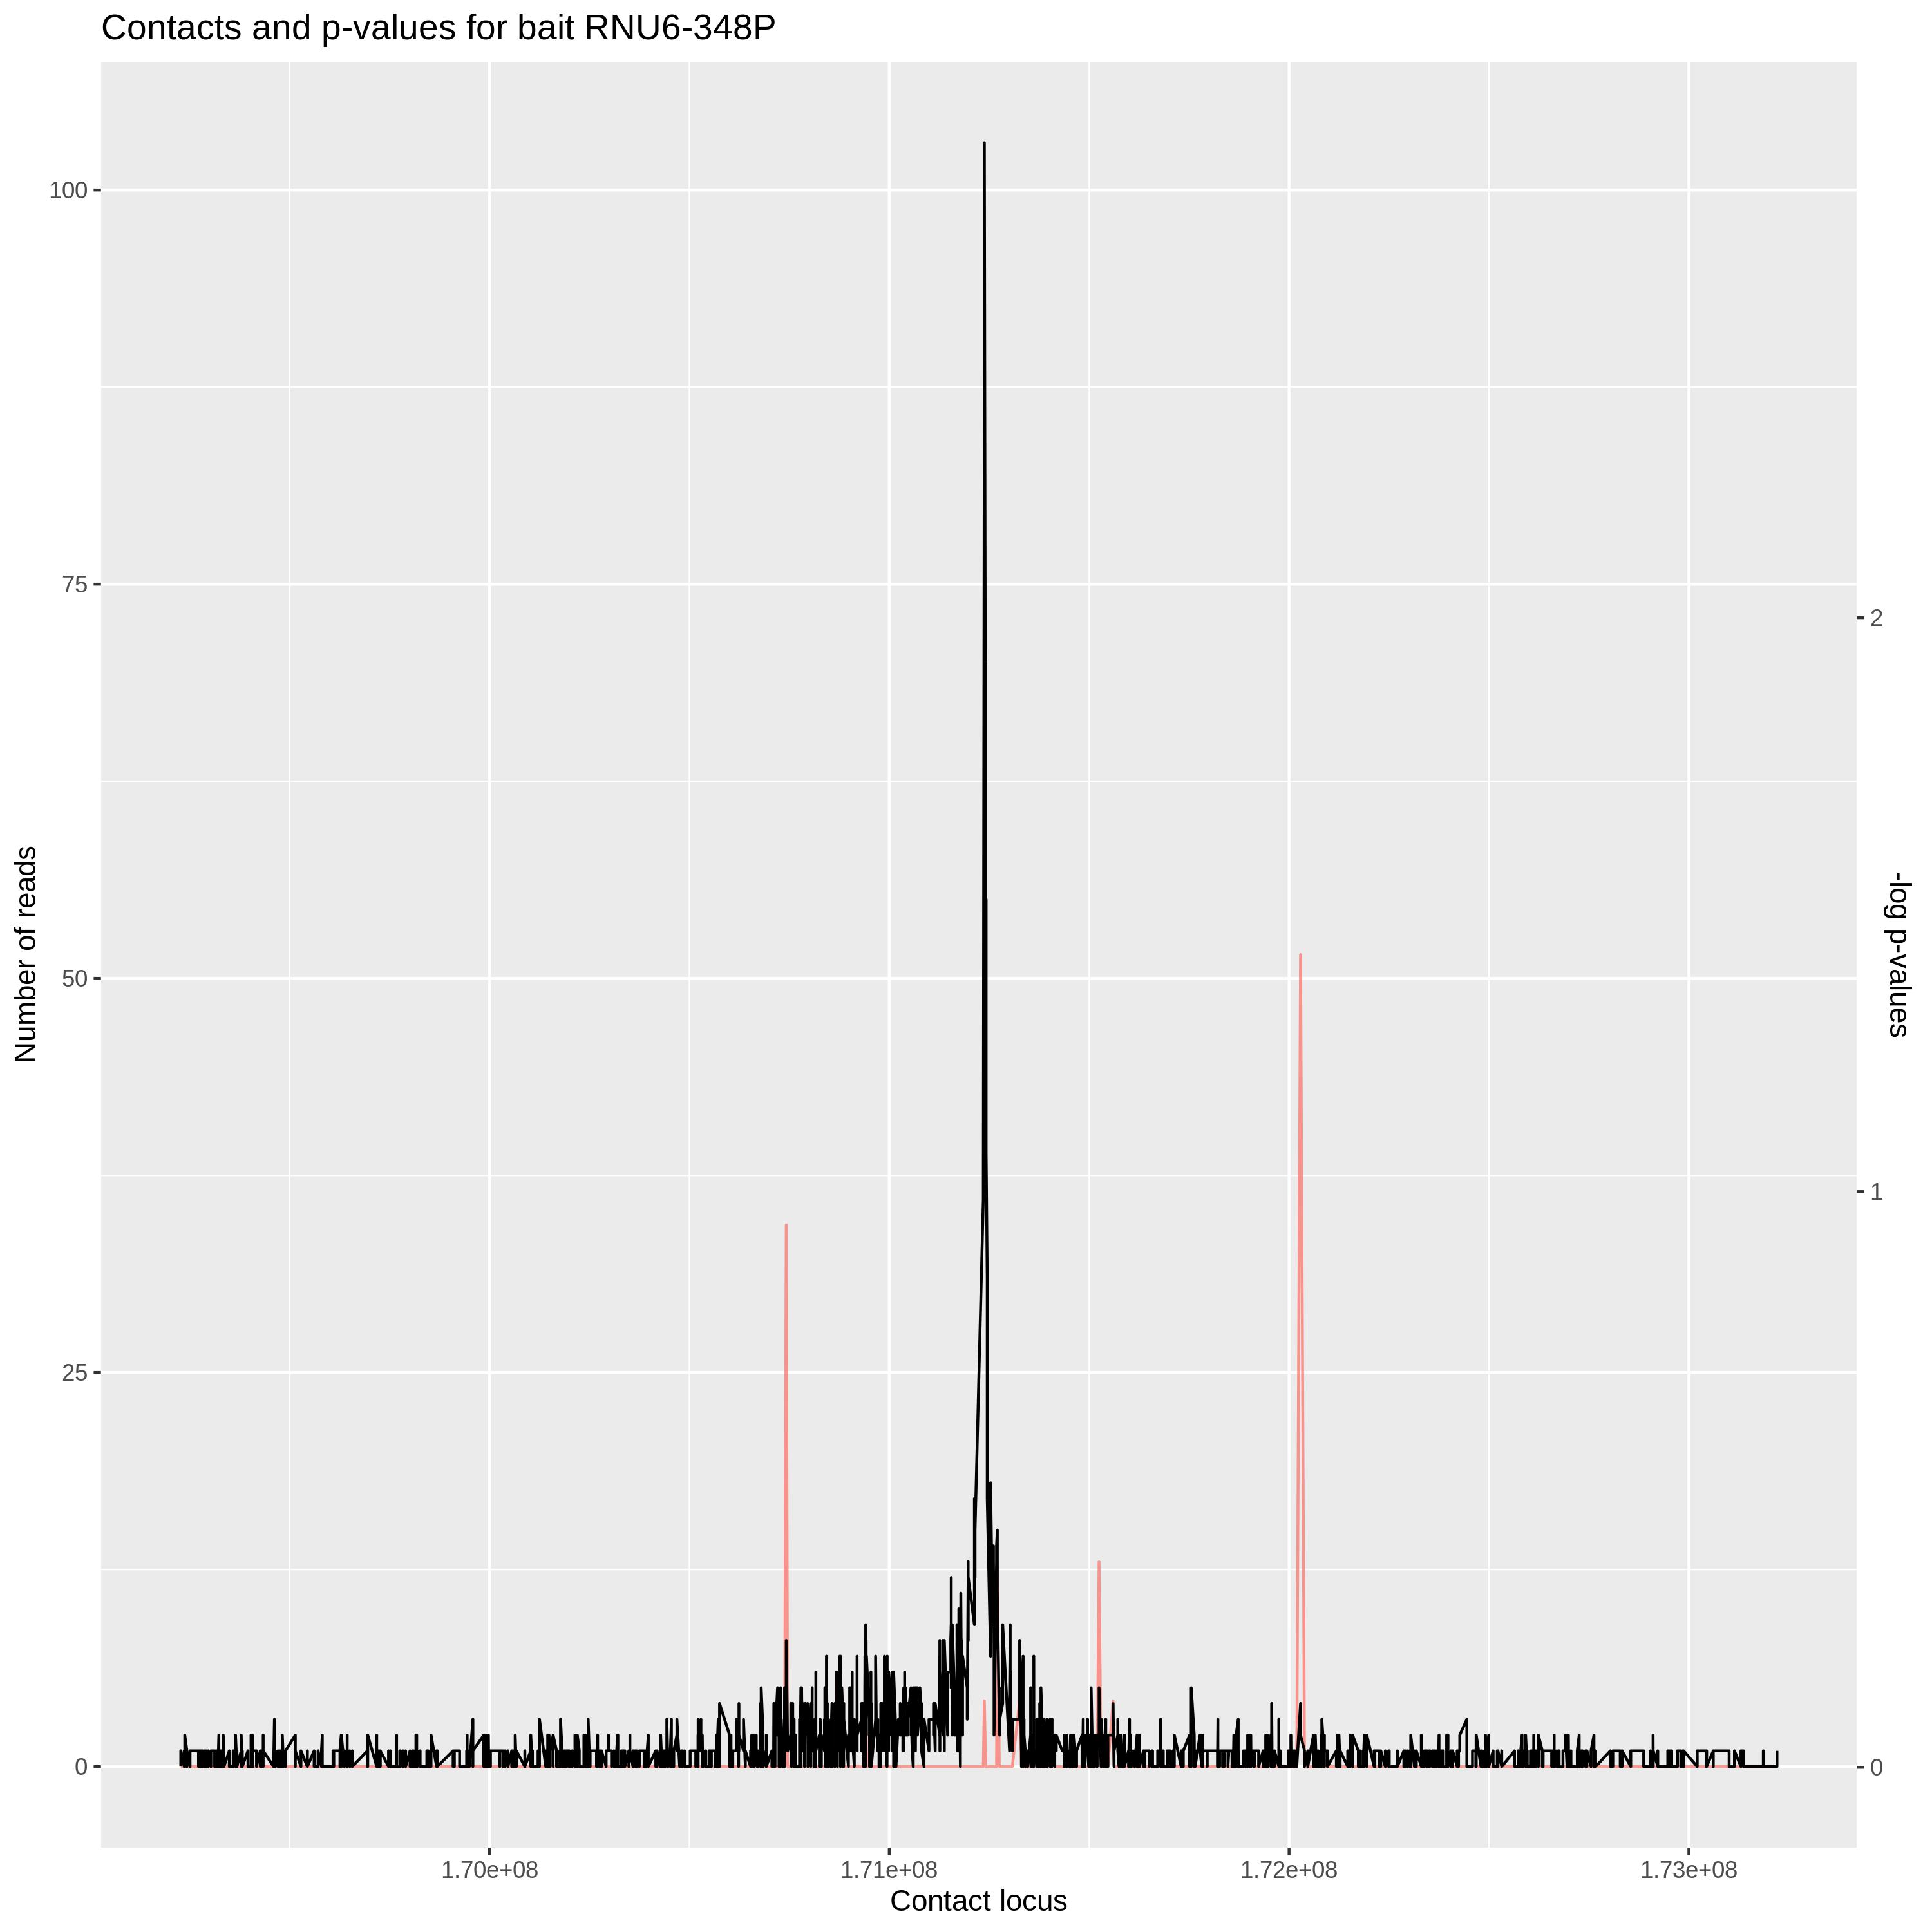 Contacts and p-values for bait RNU6-348P
100
75
50
25
0
Number of reads
2
1
0
-log p-values
1.70e+08
1.71e+08
1.72e+08
1.73e+08
Contact locus